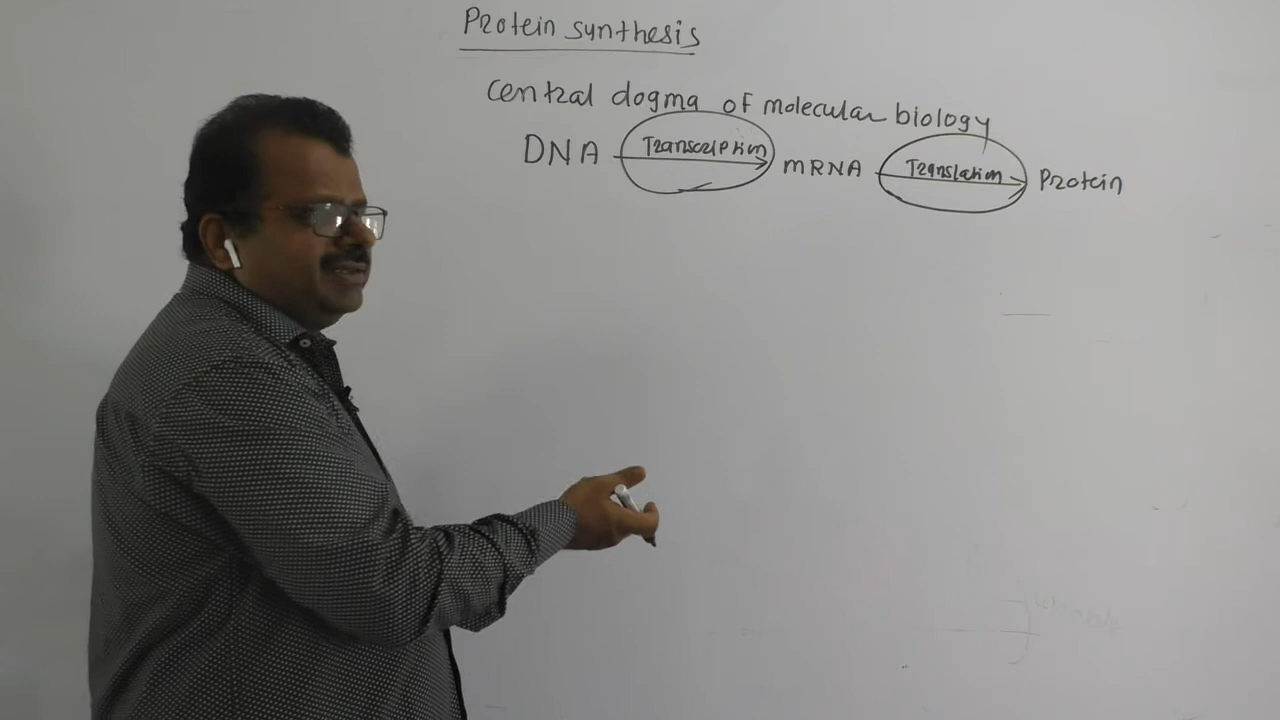 Protein synthesis
Central dogma of molecular biology
DNA Transcription mRNA Translation Protein